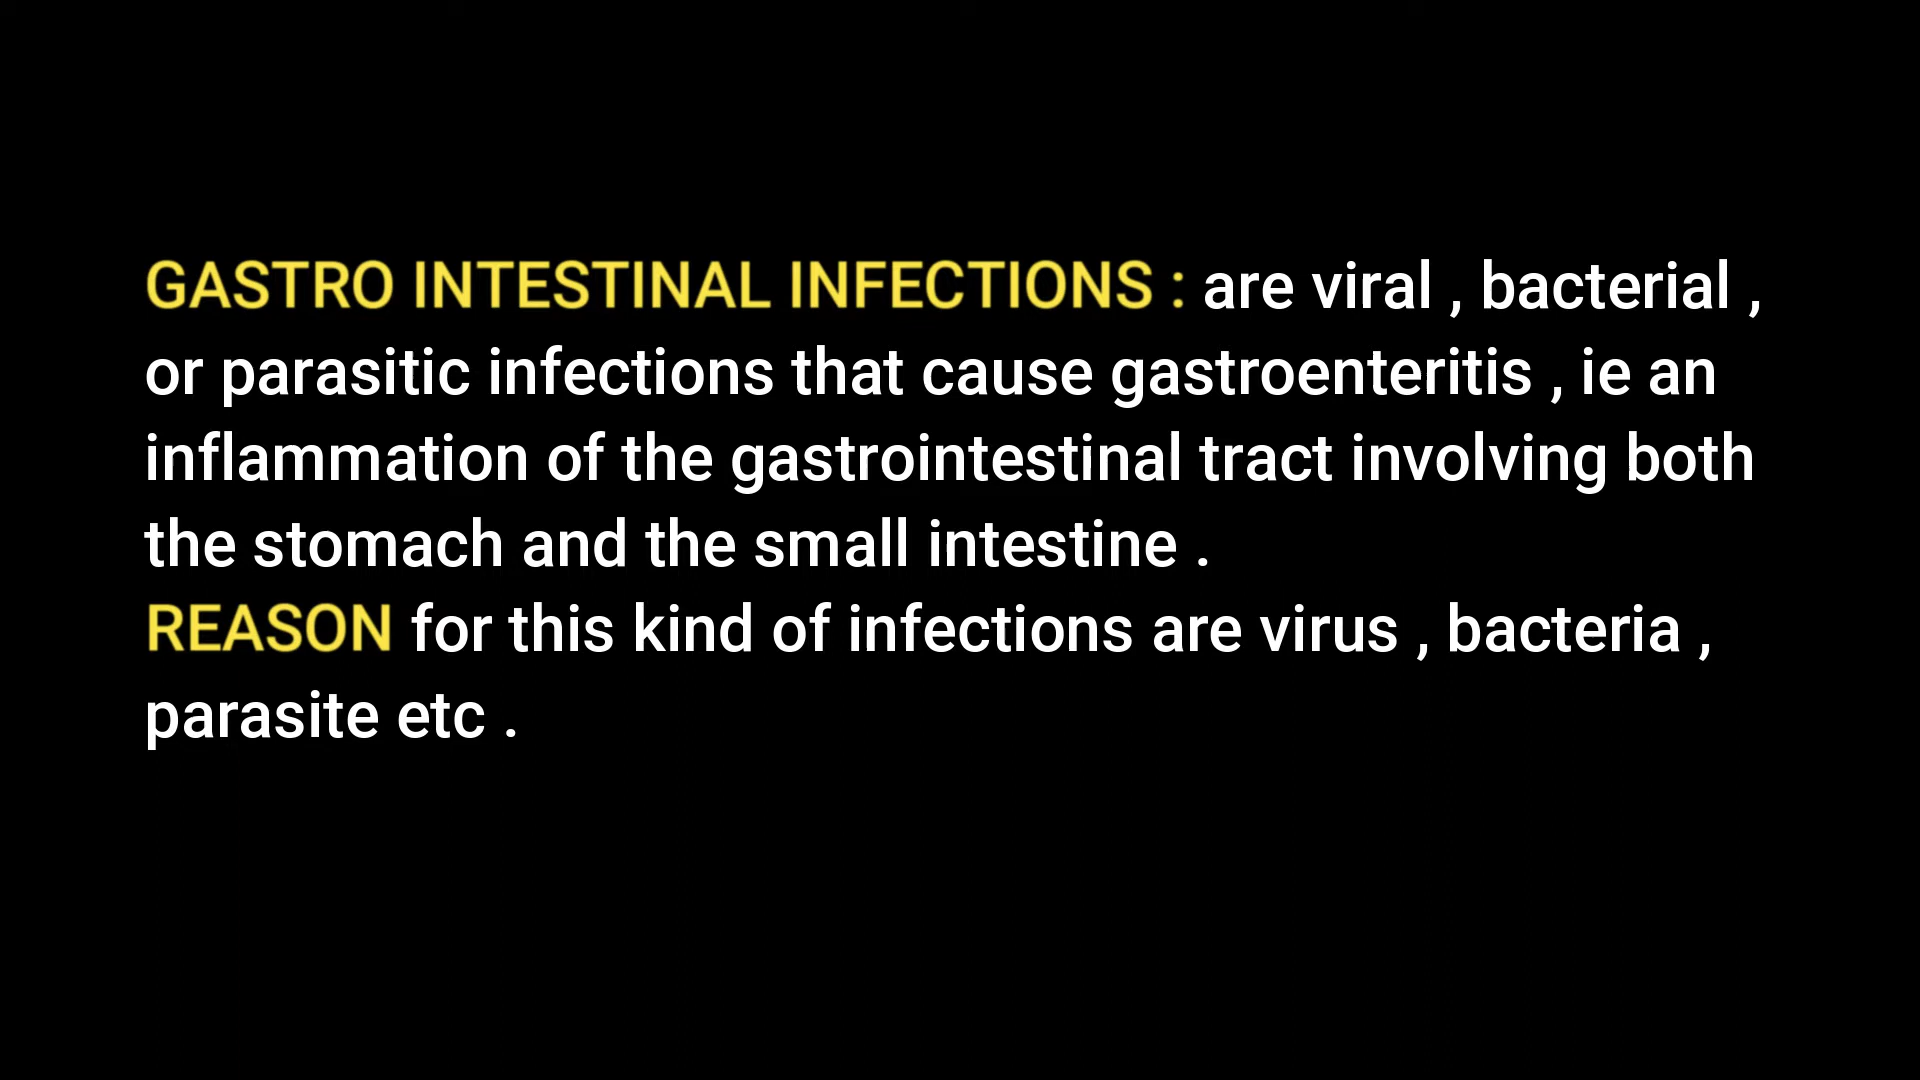 GASTRO INTESTINAL INFECTIONS : are viral , bacterial ,
or parasitic infections that cause gastroenteritis , ie an
inflammation of the gastrointestinal tract involving both
the stomach and the small intestine .
REASON for this kind of infections are virus , bacteria ,
parasite etc .